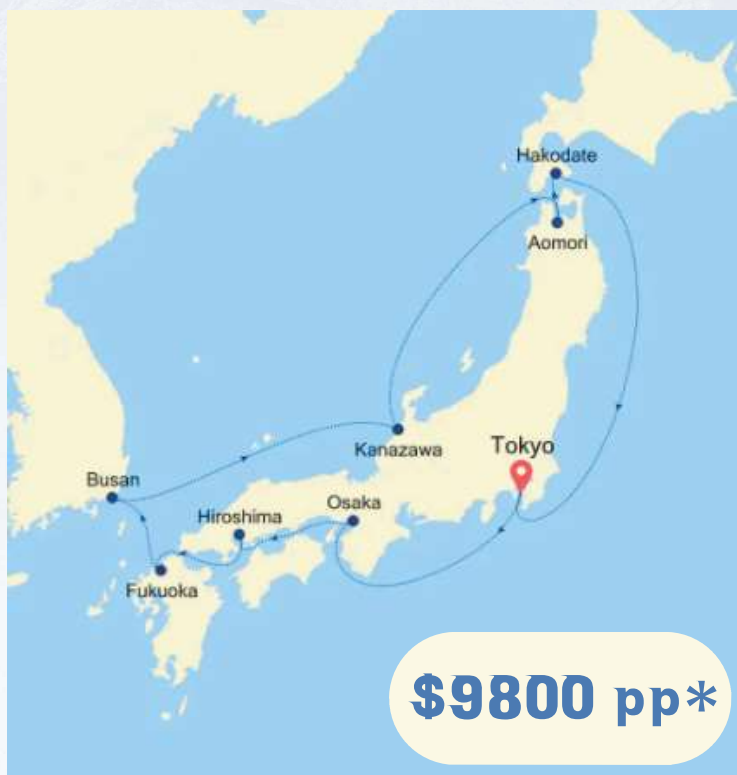 Hakodate
Aomori
Kanazawa
Tokyo
Busan
Osaka
Hiroshima
Fukuoka
$9800 pp*